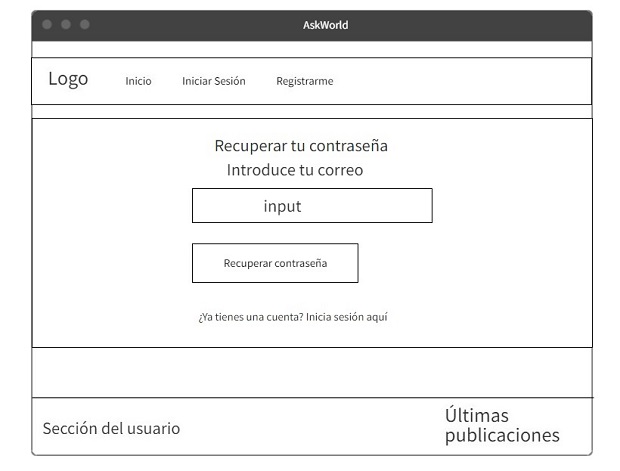 AskWorld
Logo Inicio Iniciar Sesión Registrarme
Recuperar tu contraseña
Introduce tu correo
input
Recuperar contraseña
¿Ya tienes una cuenta? Inicia sesión aquí
Sección del usuario
Últimas
publicaciones